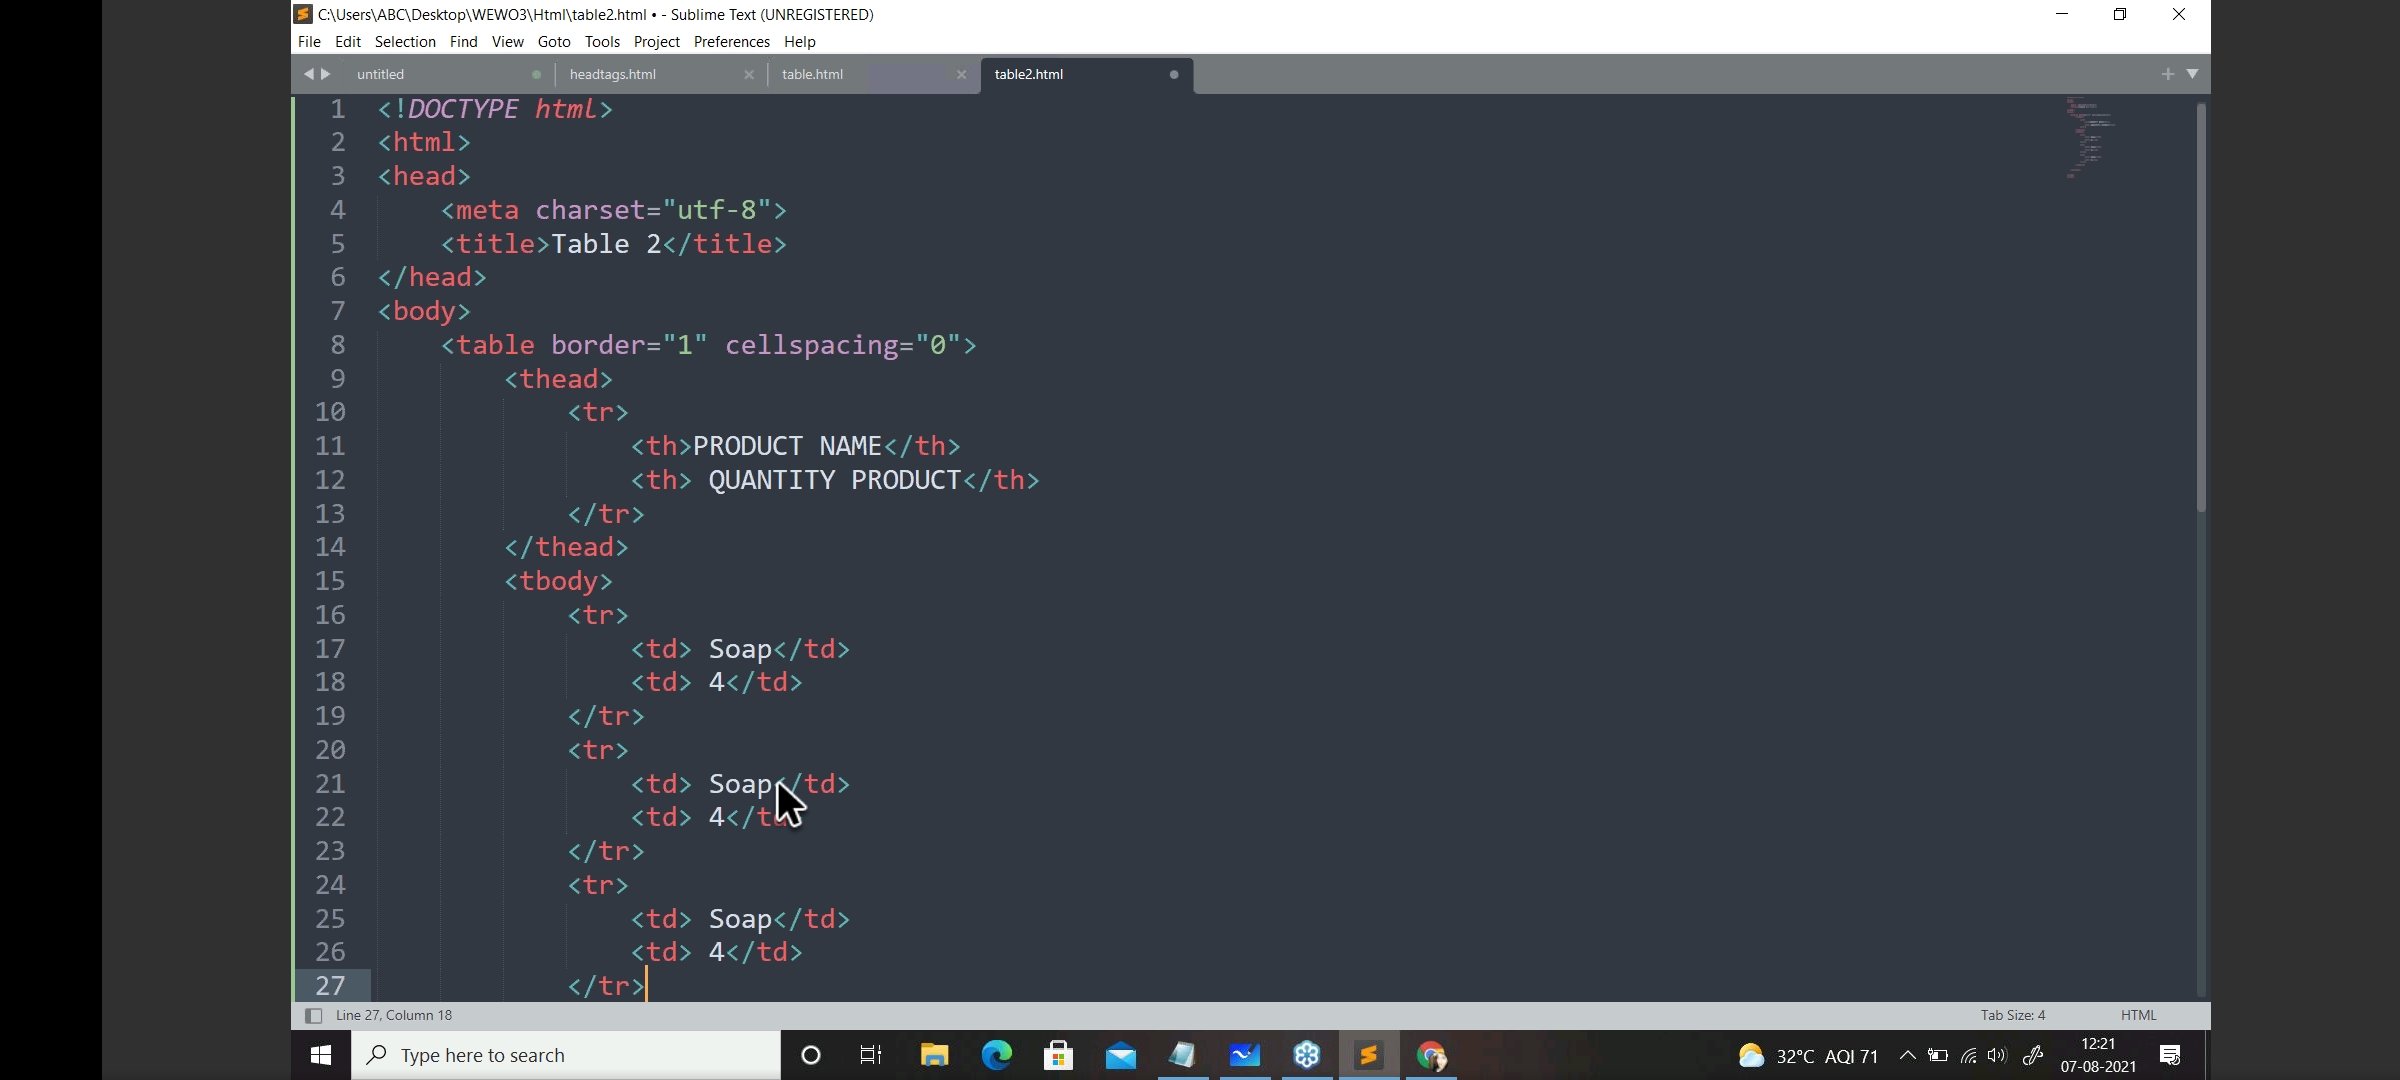 C:\Users\ABC\Desktop\WEWO3\Html\table2.html • - Sublime Text (UNREGISTERED)
File Edit Selection Find View Goto Tools Project Preferences Help
untitled headtags.html table.html table2.html
1 <!DOCTYPE html>
2 <html>
3 <head>
4 <meta charset="utf-8">
5 <title>Table 2</title>
6 </head>
7 <body>
8 <table border="1" cellspacing="0">
9 <thead>
10 <tr>
11 <th>PRODUCT NAME</th>
12 <th> QUANTITY PRODUCT</th>
13 </tr>
14 </thead>
15 <tbody>
16 <tr>
17 <td> Soap</td>
18 <td> 4</td>
19 </tr>
20 <tr>
21 <td> Soap</td>
22 <td> 4</td>
23 </tr>
24 <tr>
25 <td> Soap</td>
26 <td> 4</td>
27 </tr>
Line 27, Column 18 Tab Size: 4 HTML
Type here to search 32°C AQI 71 12:21
07-08-2021